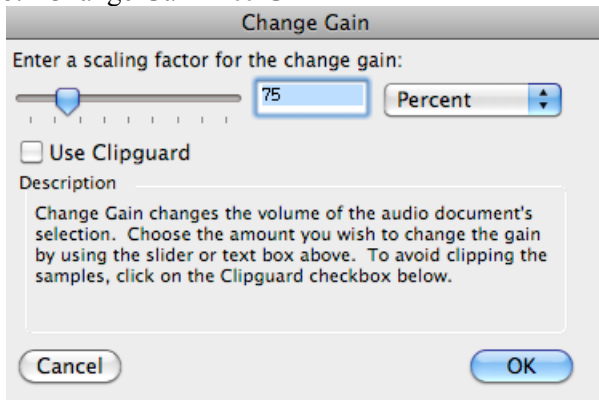 Change Gain
Enter a scaling factor for the change gain:
75 Percent
Use Clipguard
Description
Change Gain changes the volume of the audio document's
selection. Choose the amount you wish to change the gain
by using the slider or text box above. To avoid clipping the
samples, click on the Clipguard checkbox below.
Cancel OK